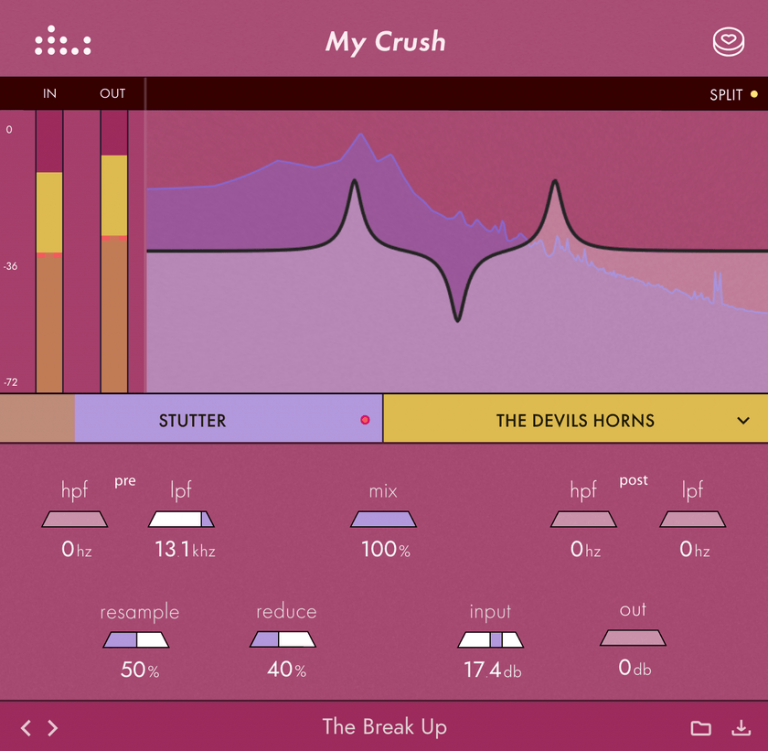 My Crush
IN OUT SPLIT
0
-36
-72
STUTTER THE DEVILS HORNS
hpf pre lpf mix hpf post lpf
0hz 13.1khz 100% 0hz 0hz
resample reduce input out
50% 40% 17.4db 0db
The Break Up